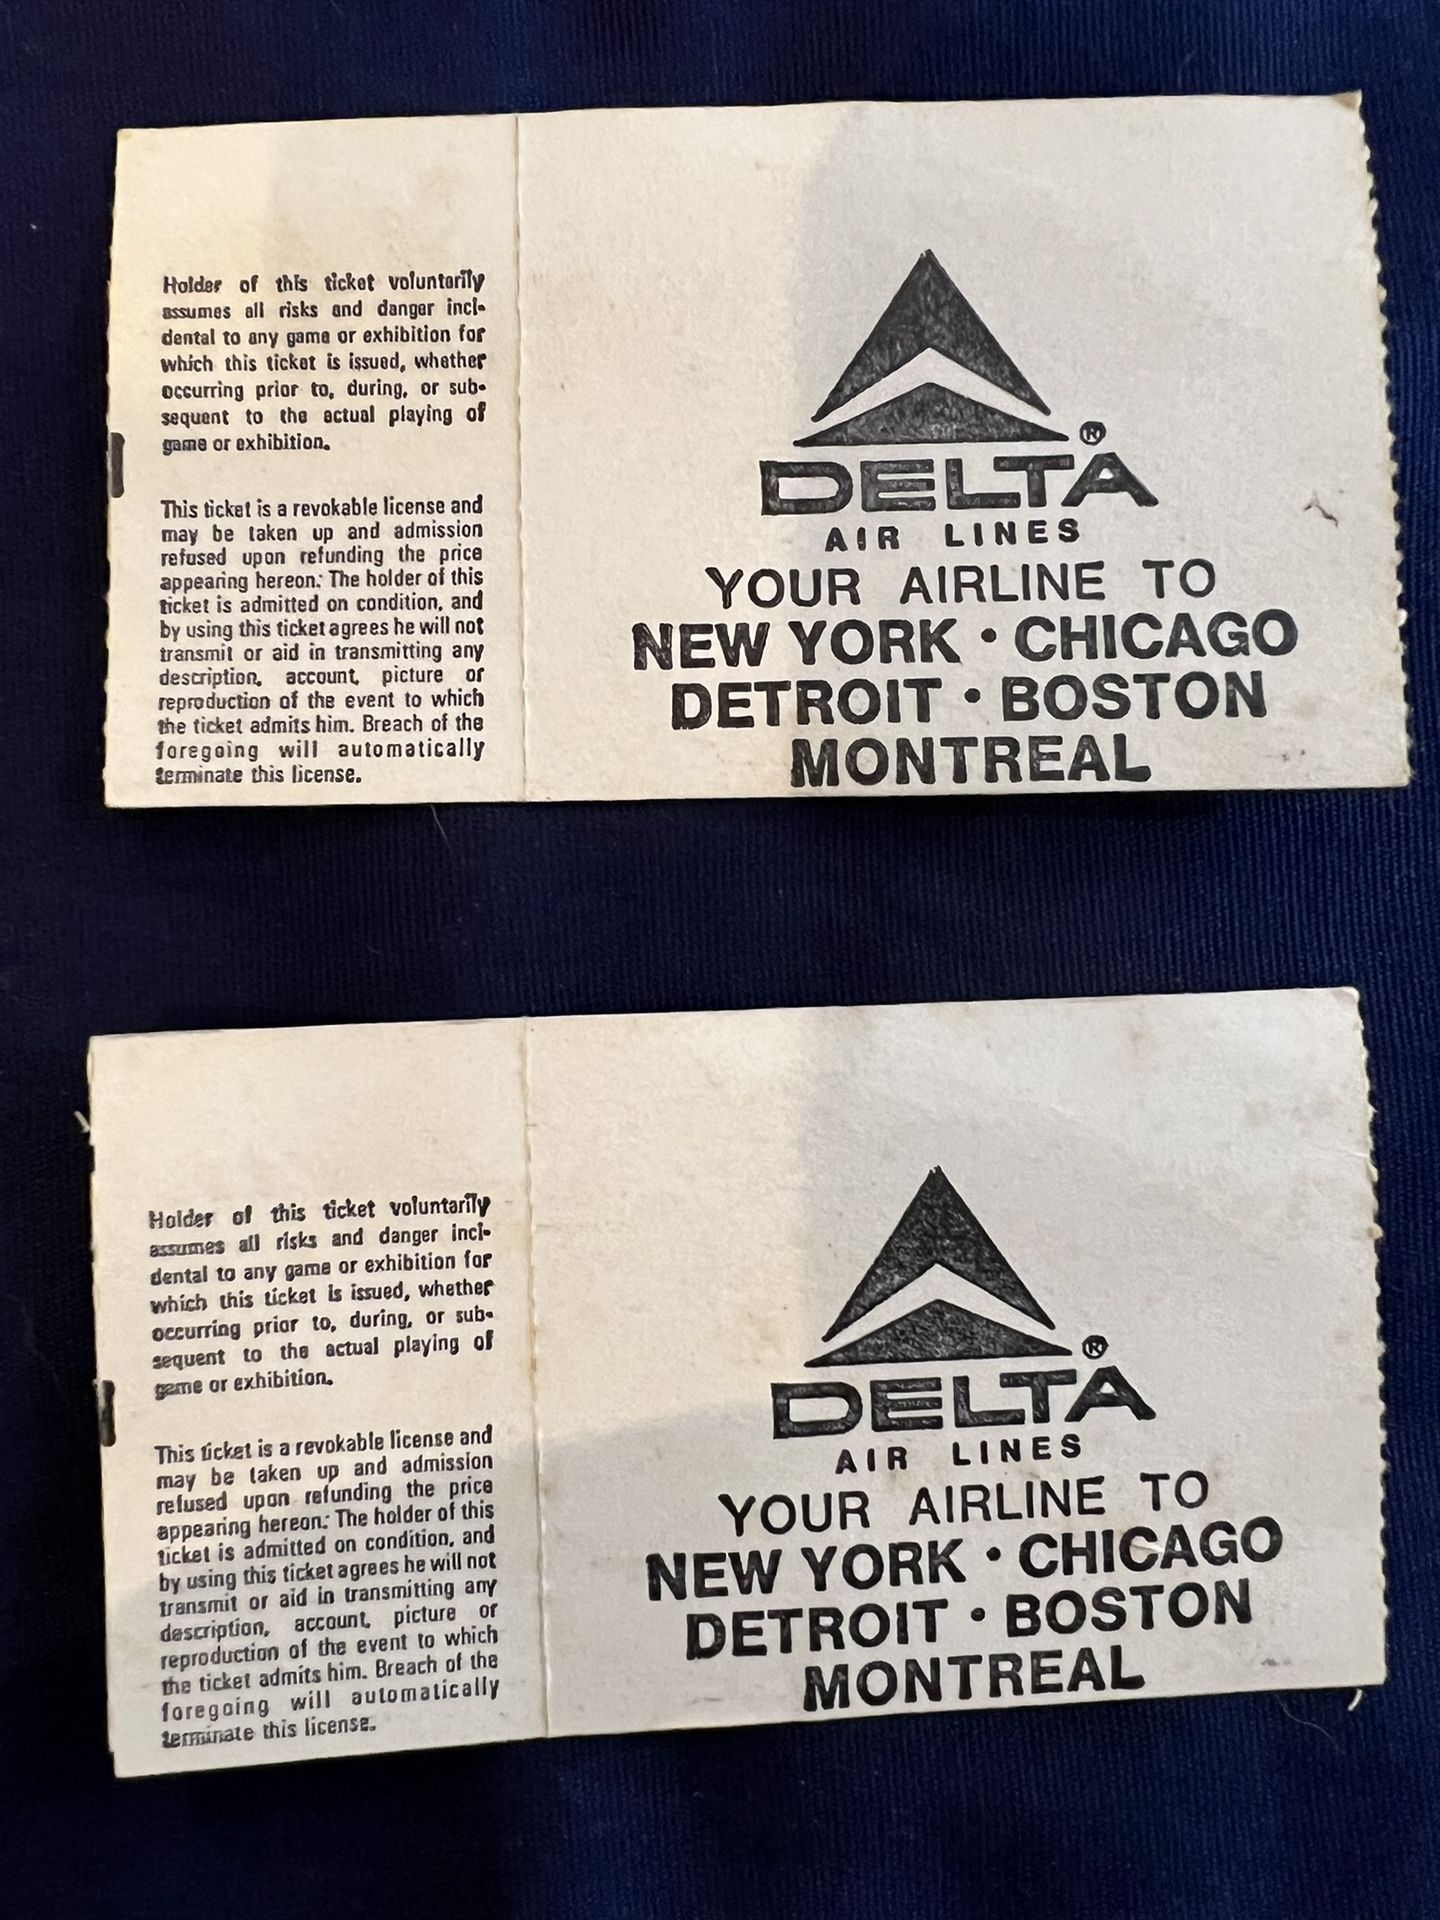 Holder of this ticket voluntarily
assumes all risks and danger inci-
dental to any game or exhibition for
which this ticket is issued, whether
occurring prior to, during, or sub-
sequent to the actual playing of
game or exhibition.
This ticket is a revokable license and
may be taken up and admission
refused upon refunding the price
appearing hereon. The holder of this
ticket is admitted on condition, and
by using this ticket agrees he will not
transmit or aid in transmitting any
description, account, picture or
reproduction of the event to which
the ticket admits him. Breach of the
foregoing will automatically
terminate this license.
DELTA®
AIR LINES
YOUR AIRLINE TO
NEW YORK • CHICAGO
DETROIT • BOSTON
MONTREAL
Holder of this ticket voluntarily
assumes all risks and danger inci-
dental to any game or exhibition for
which this ticket is issued, whether
occurring prior to, during, or sub-
sequent to the actual playing of
game or exhibition.
This ticket is a revokable license and
may be taken up and admission
refused upon refunding the price
appearing hereon. The holder of this
ticket is admitted on condition, and
by using this ticket agrees he will not
transmit or aid in transmitting any
description, account, picture or
reproduction of the event to which
the ticket admits him. Breach of the
foregoing will automatically
terminate this license.
DELTA®
AIR LINES
YOUR AIRLINE TO
NEW YORK • CHICAGO
DETROIT • BOSTON
MONTREAL